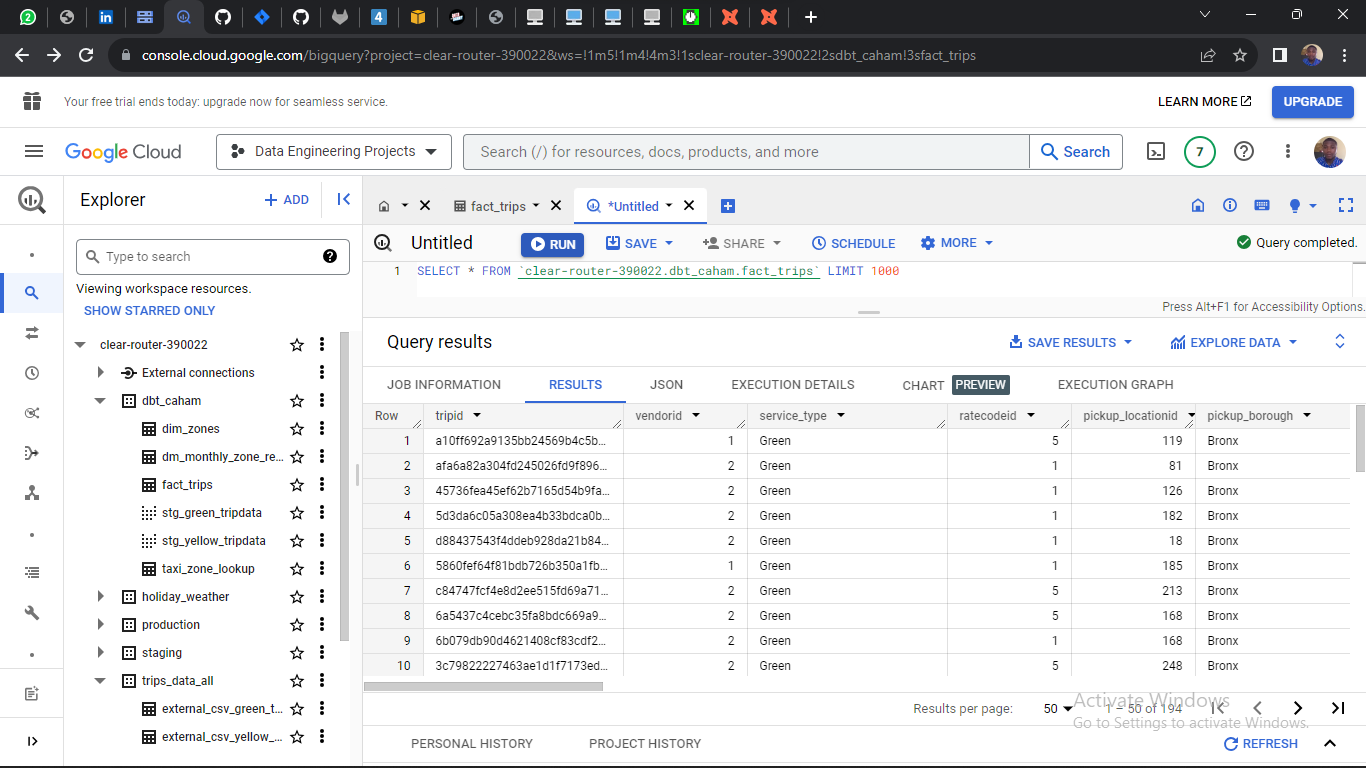 4
console.cloud.google.com/bigquery?project=clear-router-390022&ws=!1m5!1m4!4m3!1sclear-router-390022!2sdbt_caham!3sfact_trips
Your free trial ends today: upgrade now for seamless service.
LEARN MORE
UPGRADE
Google Cloud
Data Engineering Projects
Search (/) for resources, docs, products, and more
Search
7
Explorer
+ ADD
fact_trips
*Untitled
Untitled
RUN
SAVE
SHARE
SCHEDULE
MORE
Query completed.
Type to search
Viewing workspace resources.
SHOW STARRED ONLY
1 SELECT * FROM `clear-router-390022.dbt_caham.fact_trips` LIMIT 1000
Press Alt+F1 for Accessibility Options.
clear-router-390022
External connections
dbt_caham
dim_zones
dm_monthly_zone_re...
fact_trips
stg_green_tripdata
stg_yellow_tripdata
taxi_zone_lookup
holiday_weather
production
staging
trips_data_all
external_csv_green_t...
external_csv_yellow_...
Query results
SAVE RESULTS
EXPLORE DATA
JOB INFORMATION
RESULTS
JSON
EXECUTION DETAILS
CHART PREVIEW
EXECUTION GRAPH
Row tripid vendorid service_type ratecodeid pickup_locationid pickup_borough
1 a10ff692a9135bb24569b4c5b... 1 Green 5 119 Bronx
2 afa6a82a304fd245026fd9f896... 2 Green 1 81 Bronx
3 45736fea45ef62b7165d54b9fa... 2 Green 1 126 Bronx
4 5d3da6c05a308ea4b33bdca0b... 2 Green 1 182 Bronx
5 d88437543f4ddeb928da21b84... 2 Green 1 18 Bronx
6 5860fef64f81bdb726b350a1fb... 1 Green 1 185 Bronx
7 c84747fcf4e8d2ee515fd69a71... 2 Green 5 213 Bronx
8 6a5437c4cebc35fa8bdc669a9... 2 Green 5 168 Bronx
9 6b079db90d4621408cf83cdf2... 2 Green 1 168 Bronx
10 3c79822227463ae1d1f7173ed... 2 Green 5 248 Bronx
Results per page: 50 1 – 50 of 194
Activate Windows
Go to Settings to activate Windows.
PERSONAL HISTORY
PROJECT HISTORY
REFRESH